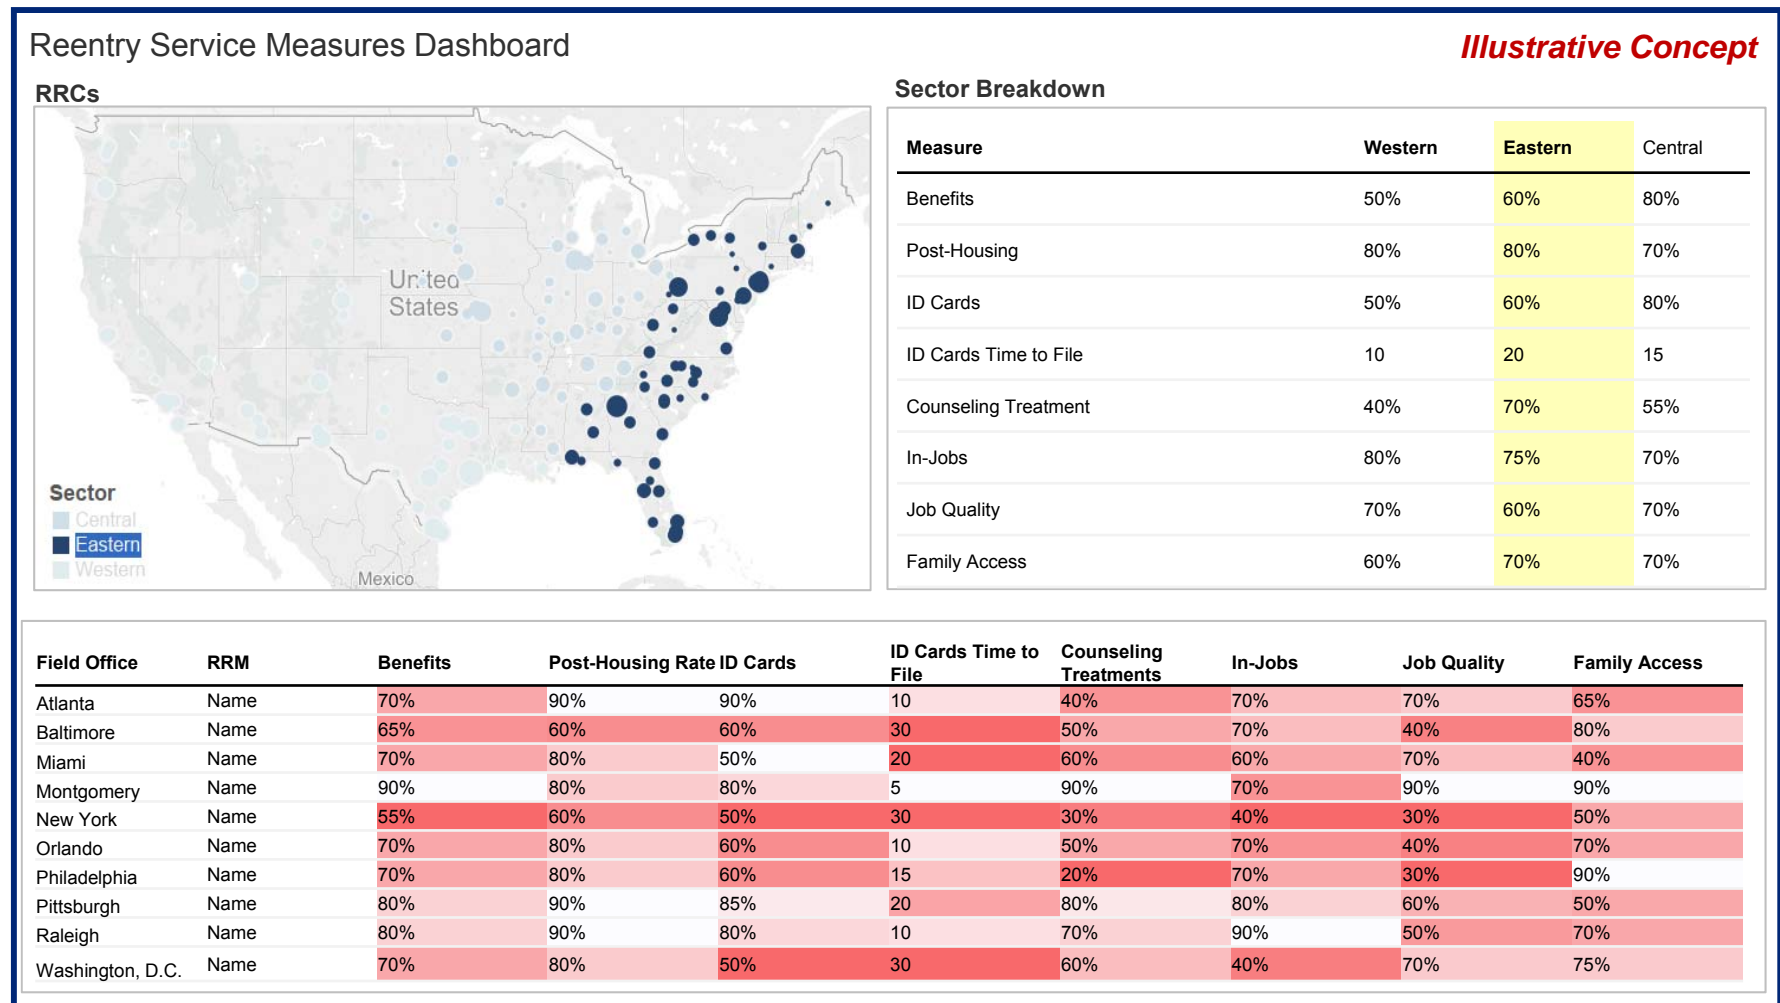 Reentry Service Measures Dashboard
Illustrative Concept
RRCs
United
States
Mexico
Sector
Central
Eastern
Western
Sector Breakdown
Measure Western Eastern Central
Benefits 50% 60% 80%
Post-Housing 80% 80% 70%
ID Cards 50% 60% 80%
ID Cards Time to File 10 20 15
Counseling Treatment 40% 70% 55%
In-Jobs 80% 75% 70%
Job Quality 70% 60% 70%
Family Access 60% 70% 70%
Field Office RRM Benefits Post-Housing Rate ID Cards ID Cards Time to File Counseling Treatments In-Jobs Job Quality Family Access
Atlanta Name 70% 90% 90% 10 40% 70% 70% 65%
Baltimore Name 65% 60% 60% 30 50% 70% 40% 80%
Miami Name 70% 80% 50% 20 60% 60% 70% 40%
Montgomery Name 90% 80% 80% 5 90% 70% 90% 90%
New York Name 55% 60% 50% 30 30% 40% 30% 50%
Orlando Name 70% 80% 60% 10 50% 70% 40% 70%
Philadelphia Name 70% 80% 60% 15 20% 70% 30% 90%
Pittsburgh Name 80% 90% 85% 20 80% 80% 60% 50%
Raleigh Name 80% 90% 80% 10 70% 90% 50% 70%
Washington, D.C. Name 70% 80% 50% 30 60% 40% 70% 75%